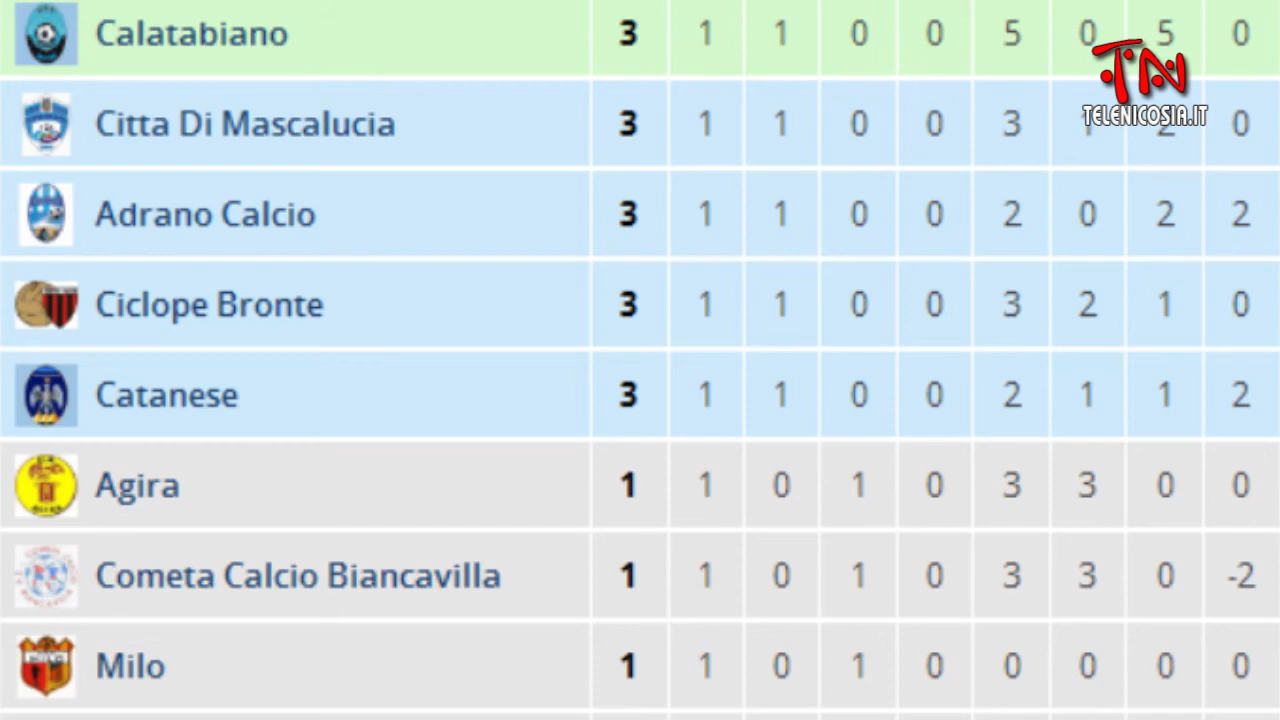 Calatabiano 3 1 1 0 0 5 0 5 0
Citta Di Mascalucia 3 1 1 0 0 3 1 2 0
Adrano Calcio 3 1 1 0 0 2 0 2 2
Ciclope Bronte 3 1 1 0 0 3 2 1 0
Catanese 3 1 1 0 0 2 1 1 2
Agira 1 1 0 1 0 3 3 0 0
Cometa Calcio Biancavilla 1 1 0 1 0 3 3 0 -2
Milo 1 1 0 1 0 0 0 0 0
TN
TELENICOSIA.IT